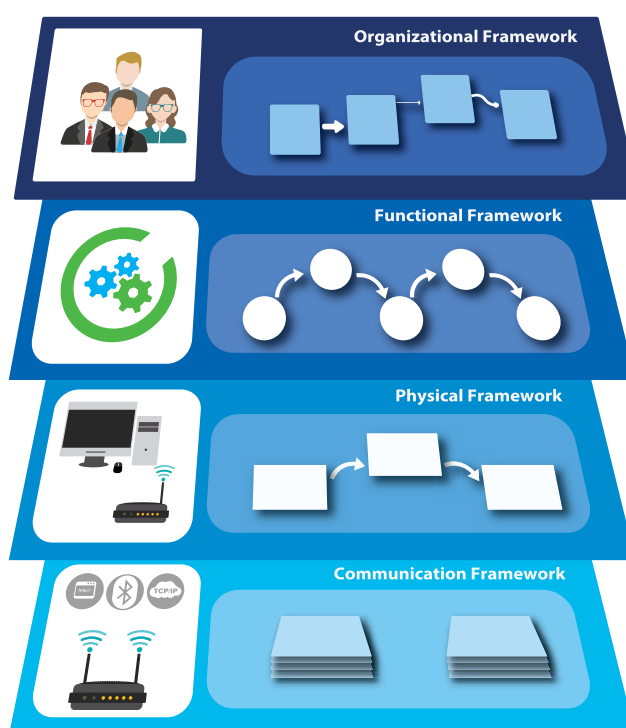 Organizational Framework
Functional Framework
Physical Framework
Communication Framework
TCP/IP